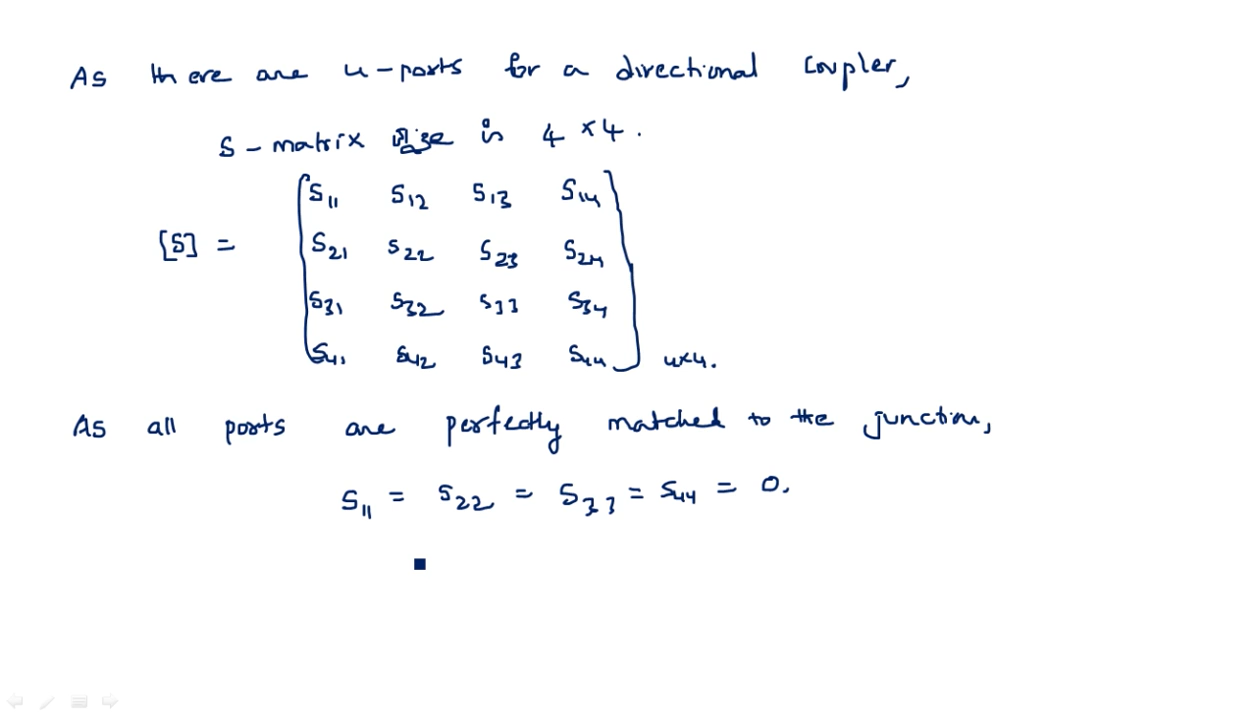 As there are 4-ports for a directional coupler,
S - matrix size is 4 × 4.
[S] =
S11 S12 S13 S14
S21 S22 S23 S24
S31 S32 S33 S34
S41 S42 S43 S44
4×4.
As all ports are perfectly matched to the junction,
S11 = S22 = S33 = S44 = 0.